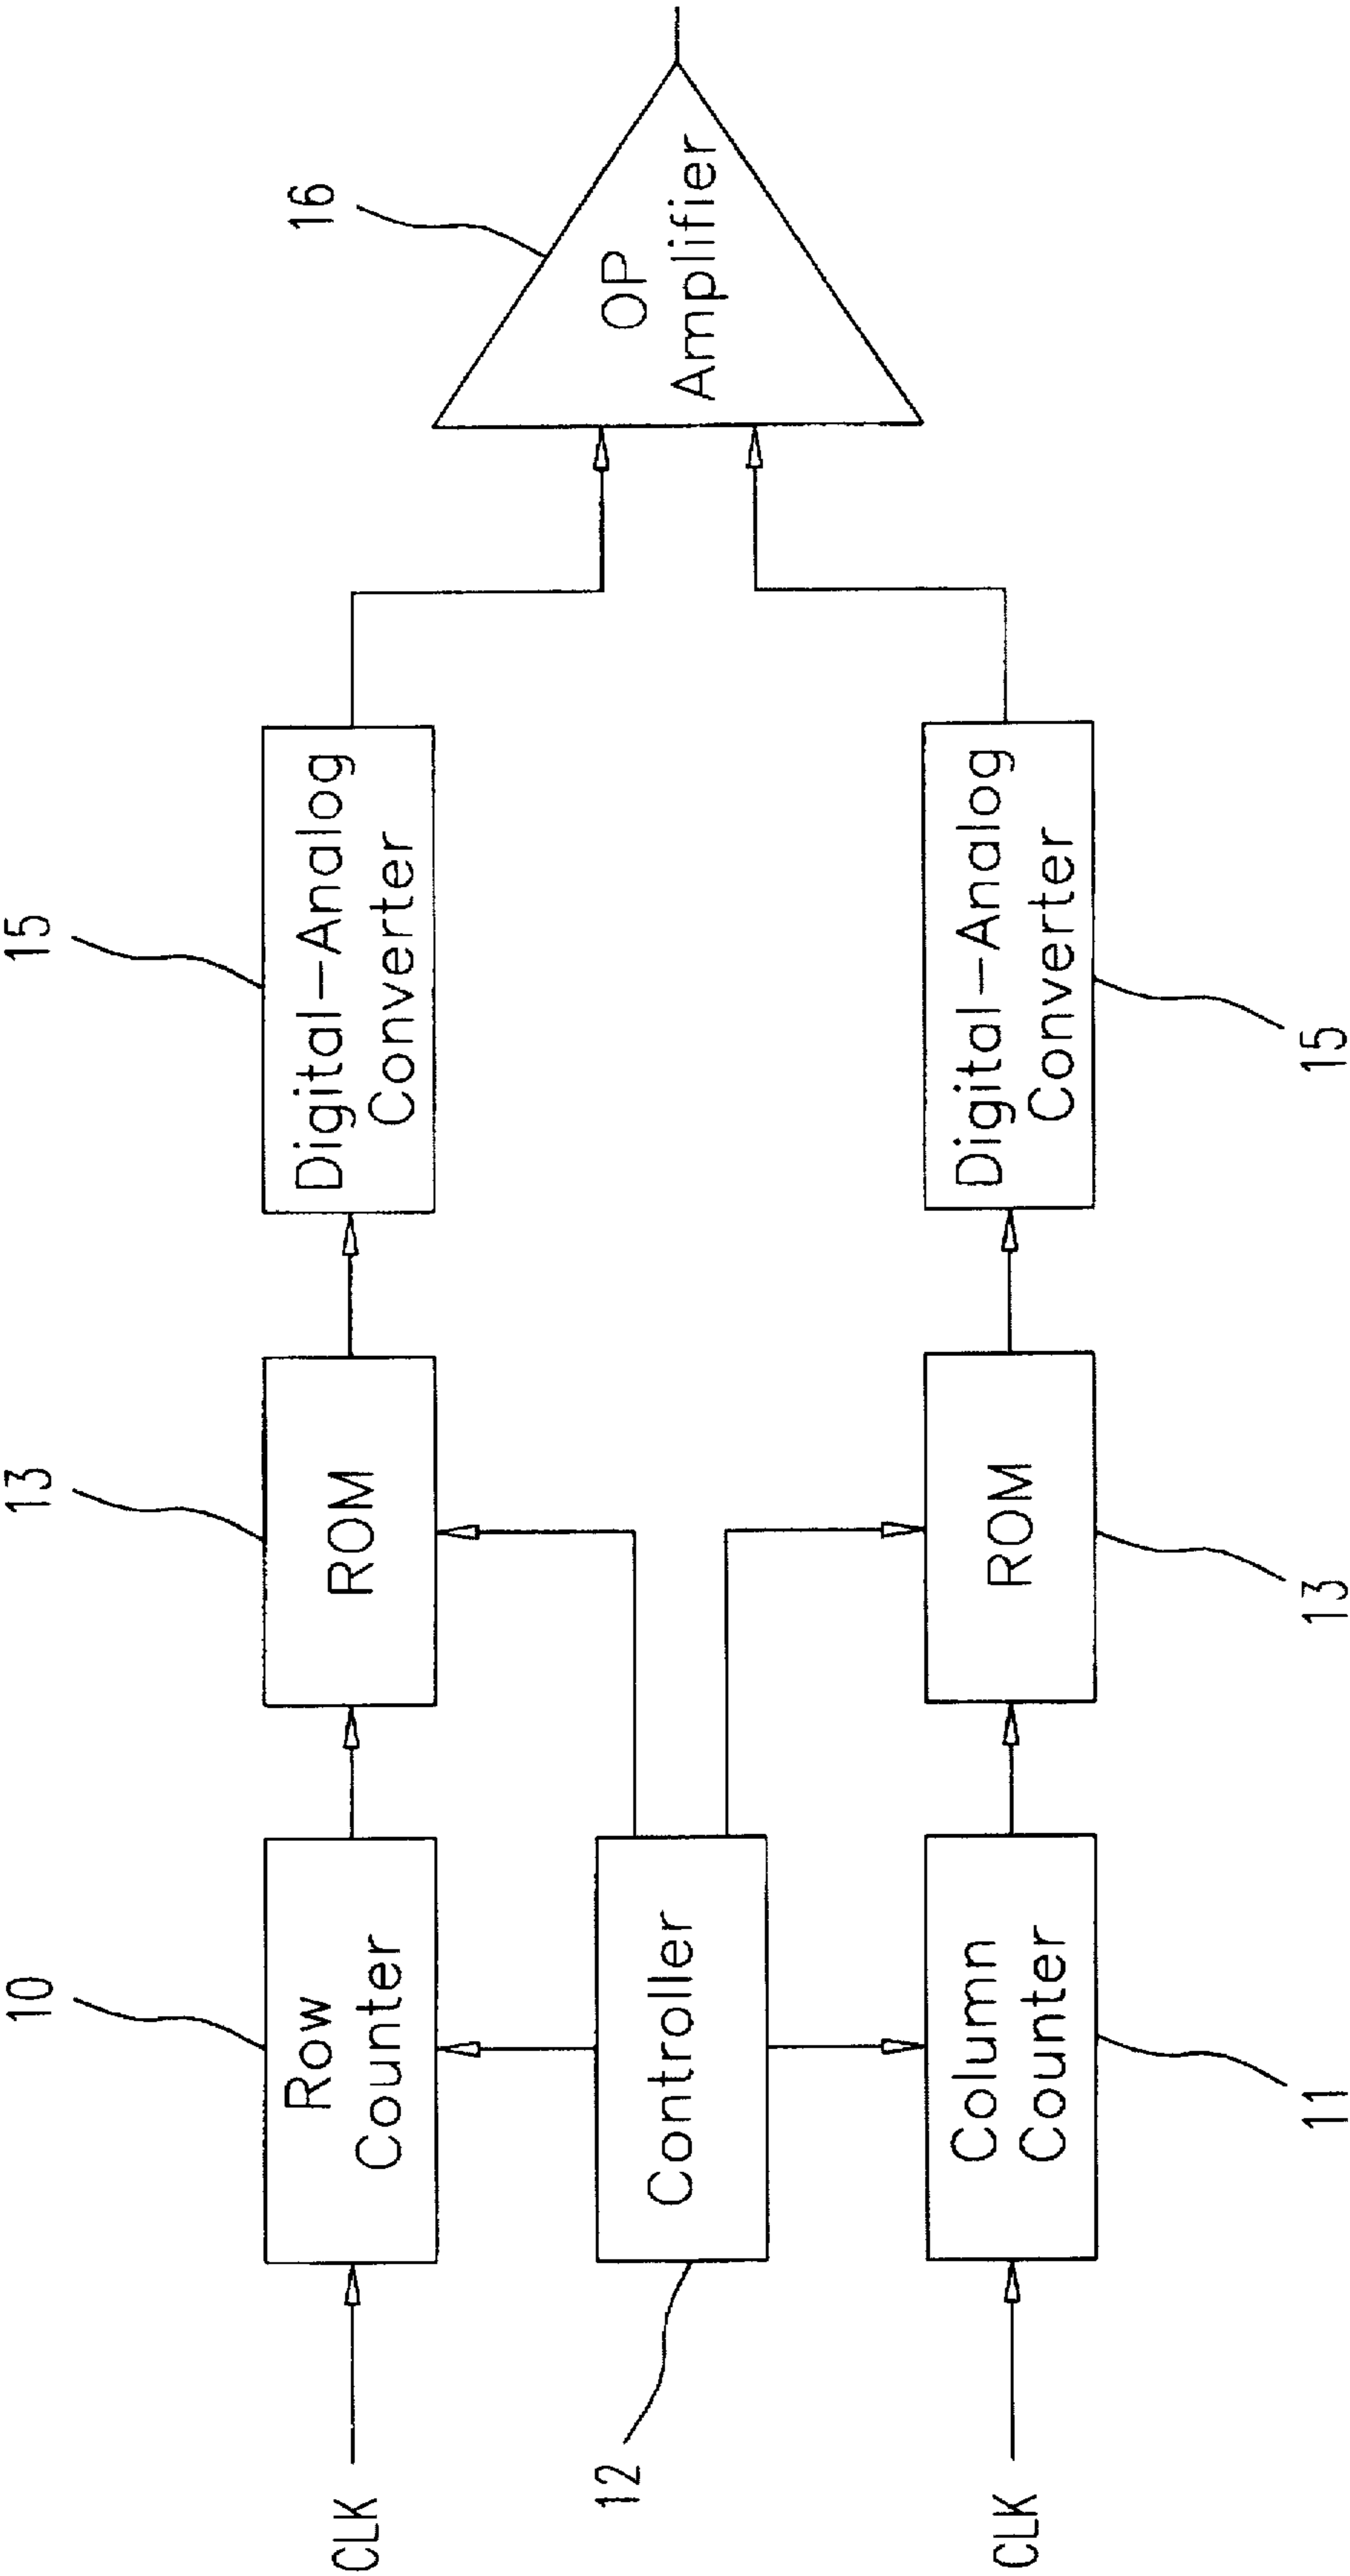 10
13
15
16
CLK
Row
Counter
ROM
Digital-Analog
Converter
12
Controller
OP
Amplifier
CLK
Column
Counter
ROM
Digital-Analog
Converter
11
13
15